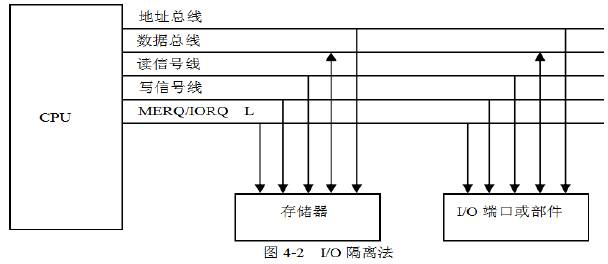 地址总线
数据总线
读信号线
写信号线
MERQ/IORQ L
CPU
存储器
I/O 端口或部件
图 4-2 I/O 隔离法